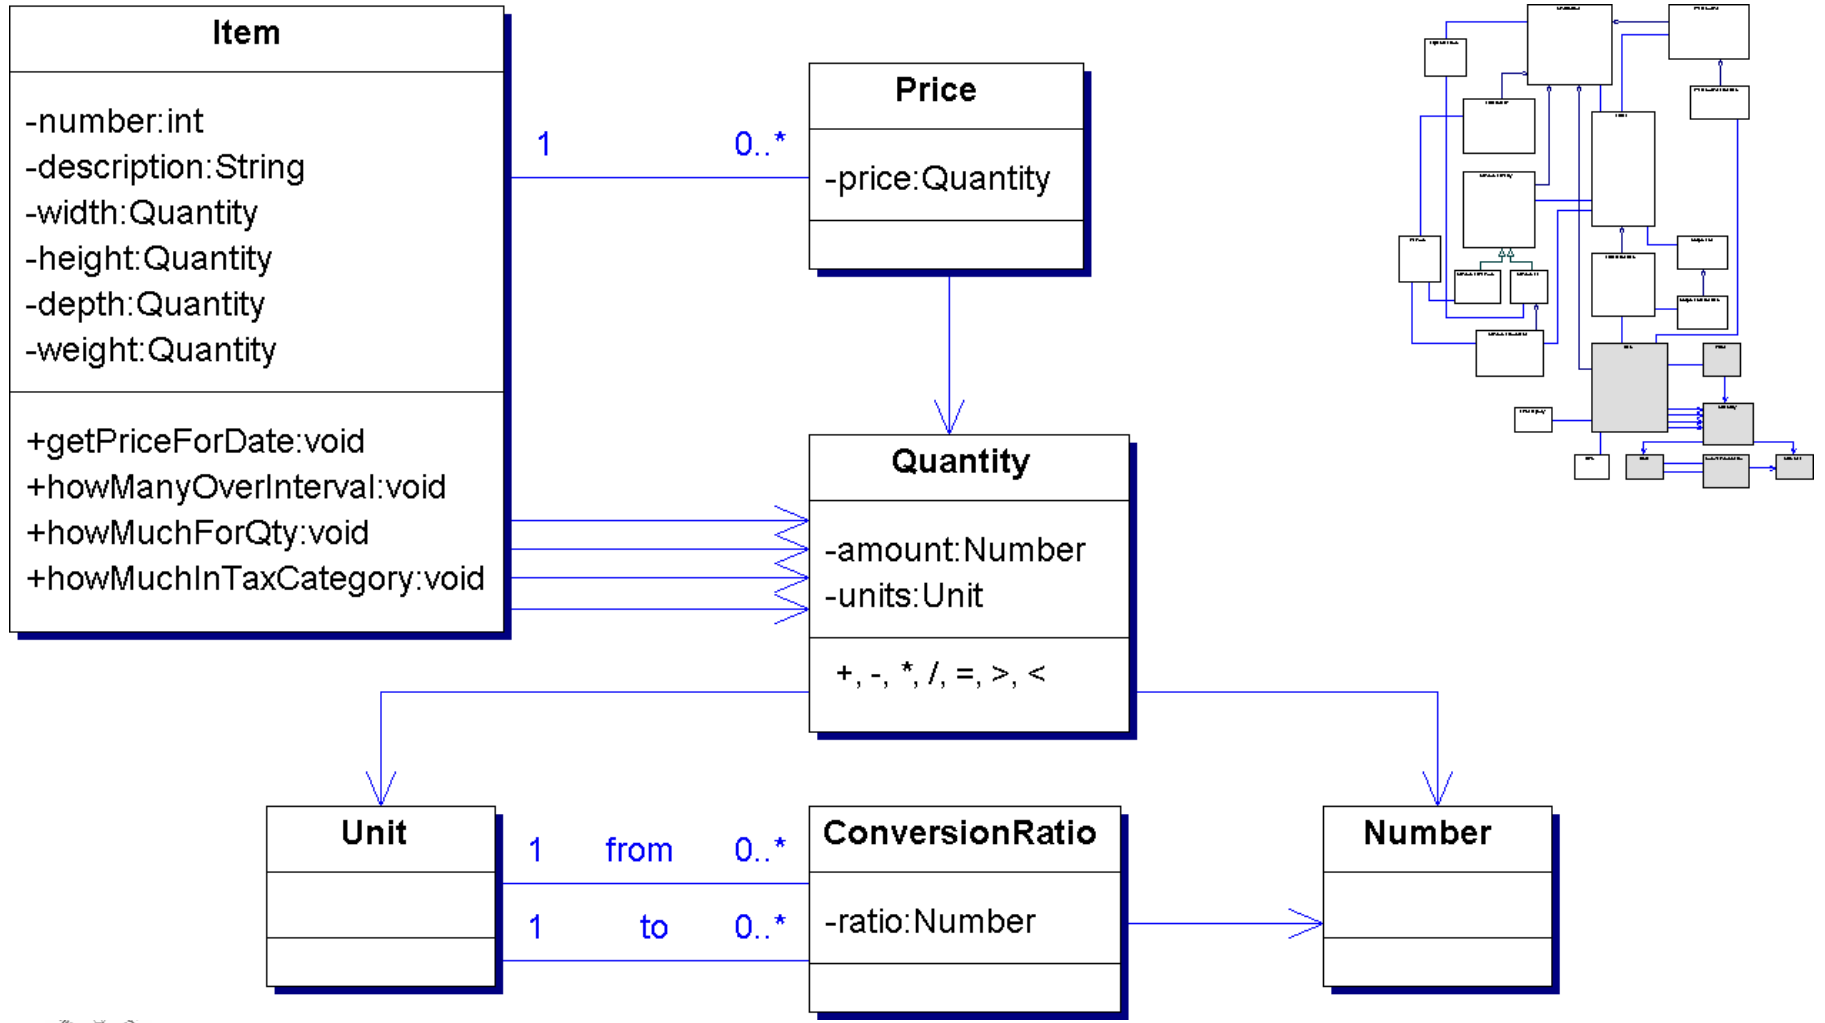 Item
-number:int
-description:String
-width:Quantity
-height:Quantity
-depth:Quantity
-weight:Quantity
+getPriceForDate:void
+howManyOverInterval:void
+howMuchForQty:void
+howMuchInTaxCategory:void
1 0..*
Price
-price:Quantity
Quantity
-amount:Number
-units:Unit
+, -, *, /, =, >, <
Unit
1 from 0..*
1 to 0..*
ConversionRatio
-ratio:Number
Number